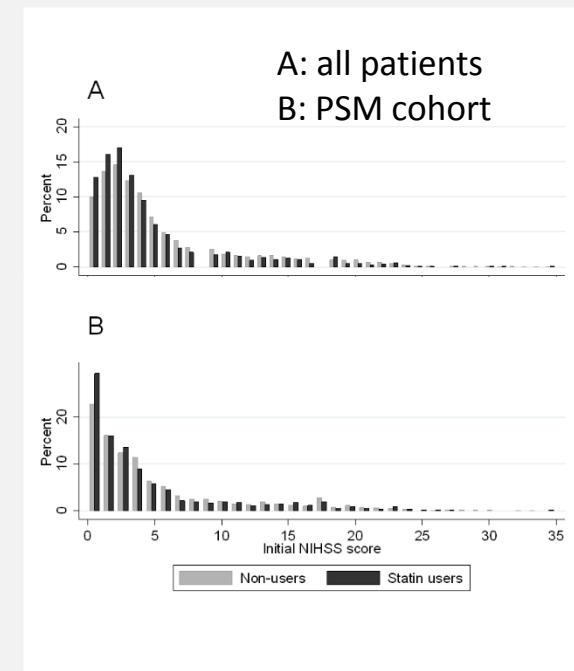 A: all patients
B: PSM cohort
A
20
15
10
5
0
Percent
B
20
10
0
Percent
0 5 10 15 20 25 30 35
Initial NIHSS score
Non-users Statin users